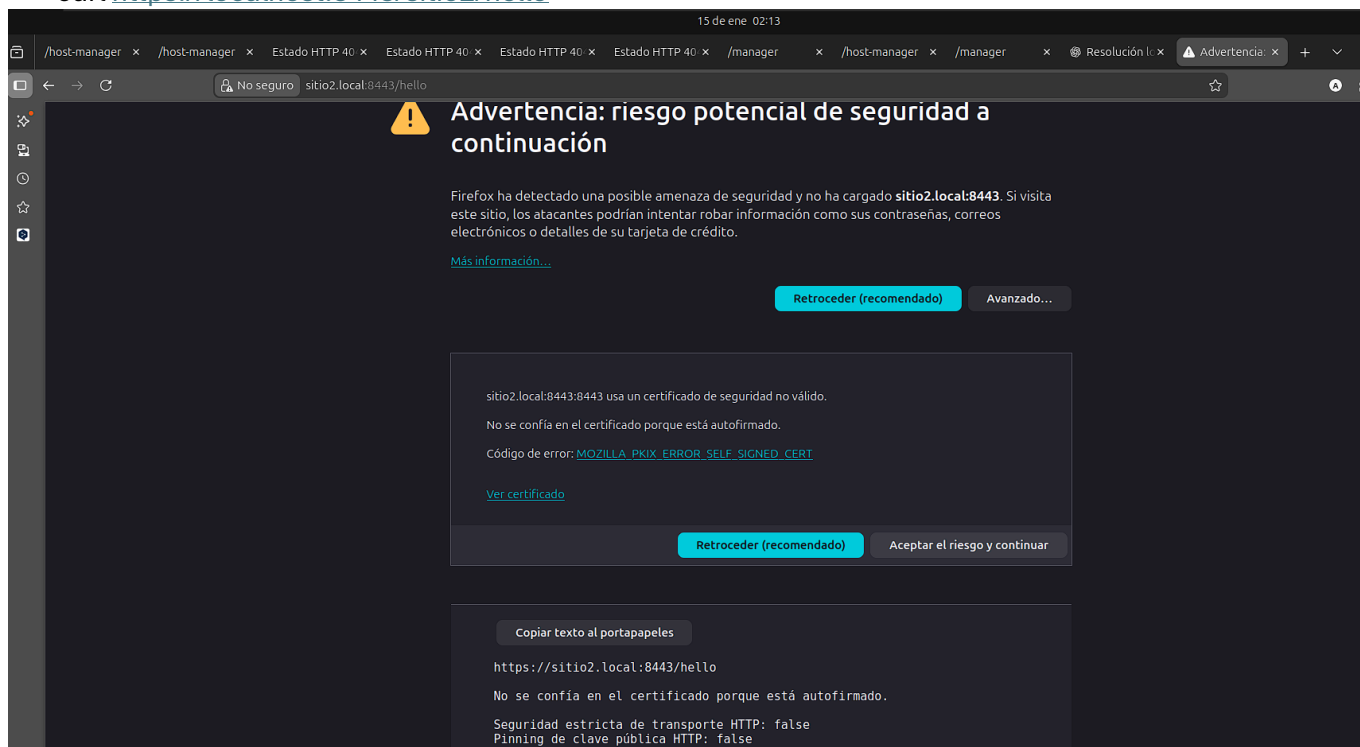 15 de ene 02:13
/host-manager × /host-manager × Estado HTTP 40 × Estado HTTP 40 × Estado HTTP 40 × Estado HTTP 40 × /manager × /host-manager × /manager × Resolución lo × Advertencia: × +
No seguro sitio2.local:8443/hello
Advertencia: riesgo potencial de seguridad a
continuación
Firefox ha detectado una posible amenaza de seguridad y no ha cargado sitio2.local:8443. Si visita
este sitio, los atacantes podrían intentar robar información como sus contraseñas, correos
electrónicos o detalles de su tarjeta de crédito.
Más información...
Retroceder (recomendado) Avanzado...
sitio2.local:8443:8443 usa un certificado de seguridad no válido.
No se confía en el certificado porque está autofirmado.
Código de error: MOZILLA_PKIX_ERROR_SELF_SIGNED_CERT
Ver certificado
Retroceder (recomendado) Aceptar el riesgo y continuar
Copiar texto al portapapeles
https://sitio2.local:8443/hello
No se confía en el certificado porque está autofirmado.
Seguridad estricta de transporte HTTP: false
Pinning de clave pública HTTP: false